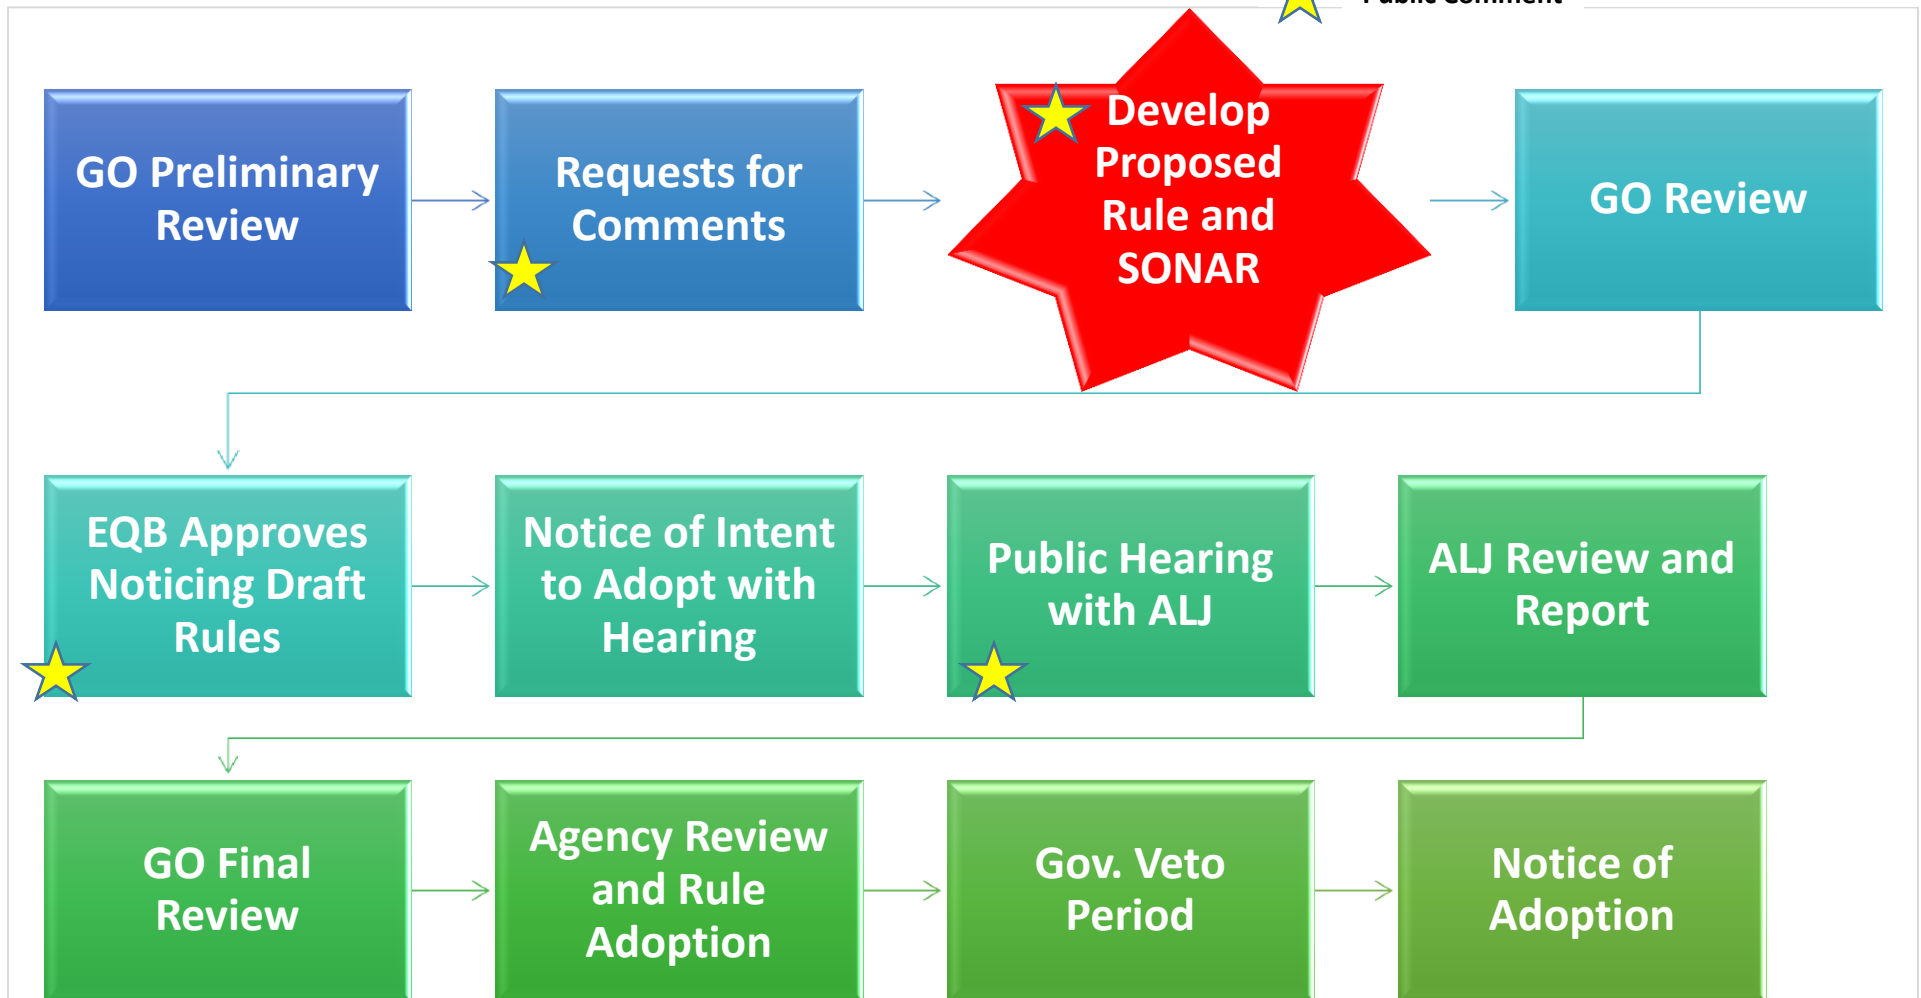 Public Comment
GO Preliminary
Review
Requests for
Comments
Develop
Proposed
Rule and
SONAR
GO Review
EQB Approves
Noticing Draft
Rules
Notice of Intent
to Adopt with
Hearing
Public Hearing
with ALJ
ALJ Review and
Report
GO Final
Review
Agency Review
and Rule
Adoption
Gov. Veto
Period
Notice of
Adoption